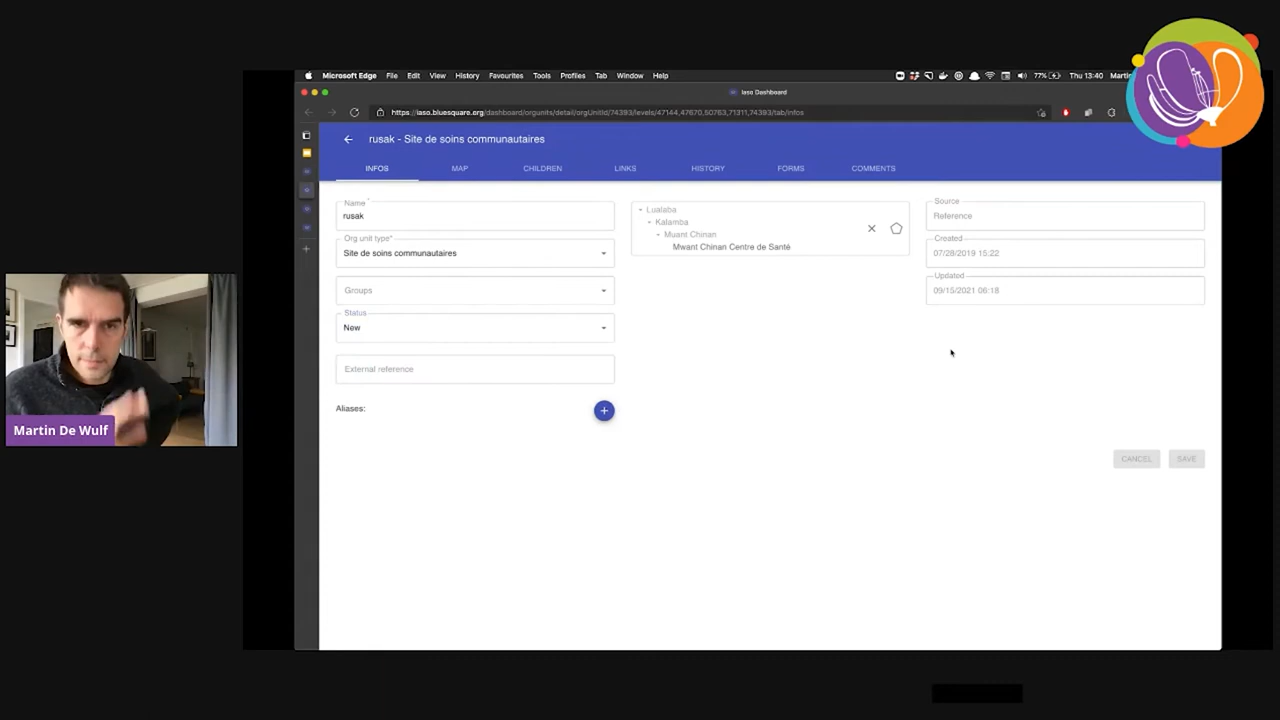 Microsoft Edge File Edit View History Favourites Tools Profiles Tab Window Help 77% Thu 13:40 Martin
Iaso Dashboard
https://iaso.bluesquare.org/dashboard/orgunits/detail/orgUnitId/74393/levels/47144,47670,50763,71311,74393/tab/infos
rusak - Site de soins communautaires
INFOS MAP CHILDREN LINKS HISTORY FORMS COMMENTS
Name *
rusak
Org unit type*
Site de soins communautaires
Groups
Status
New
External reference
Aliases:
Lualaba
Kalamba
Muant Chinan
Mwant Chinan Centre de Santé
Source
Reference
Created
07/28/2019 15:22
Updated
09/15/2021 06:18
CANCEL SAVE
Martin De Wulf